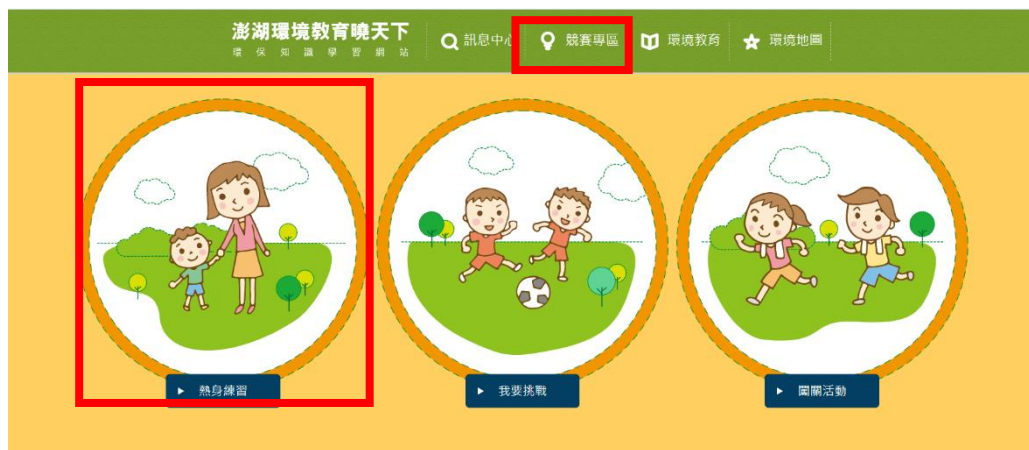 澎湖環境教育曉天下
環保知識學習網站
訊息中心
競賽專區
環境教育
環境地圖
熱身練習
我要挑戰
闖關活動